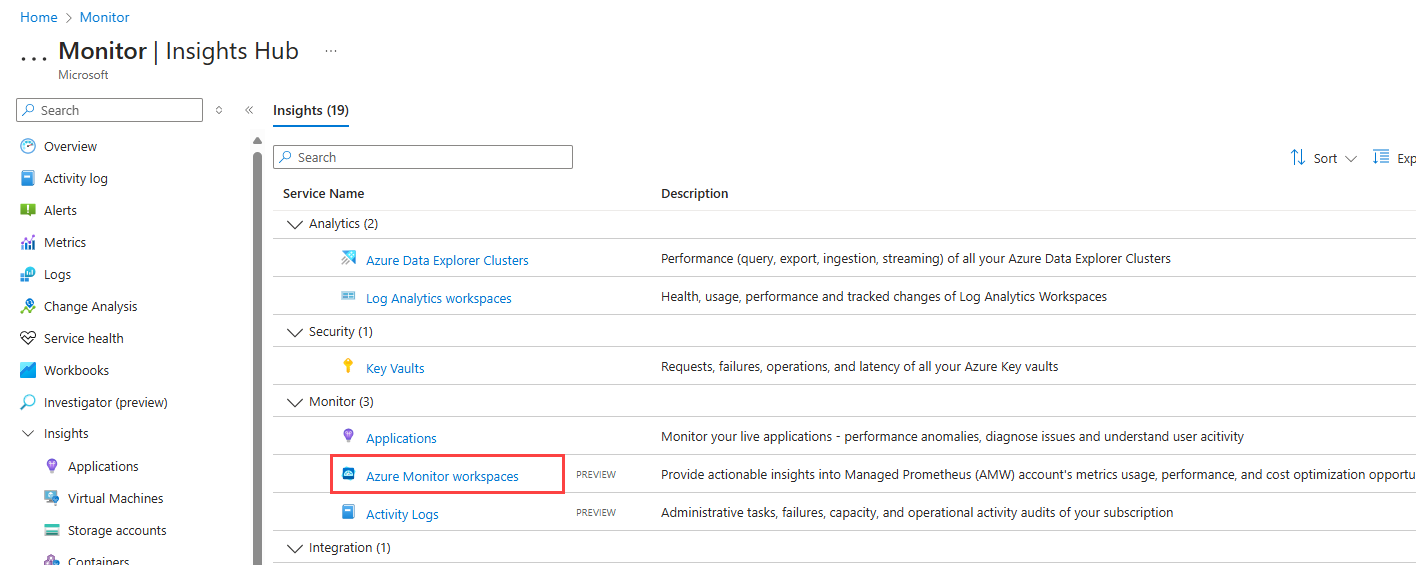 Home > Monitor
... Monitor | Insights Hub ...
Microsoft
Search
Overview
Activity log
Alerts
Metrics
Logs
Change Analysis
Service health
Workbooks
Investigator (preview)
Insights
Applications
Virtual Machines
Storage accounts
Containers
Insights (19)
Search
Sort
Exp
Service Name Description
Analytics (2)
Azure Data Explorer Clusters Performance (query, export, ingestion, streaming) of all your Azure Data Explorer Clusters
Log Analytics workspaces Health, usage, performance and tracked changes of Log Analytics Workspaces
Security (1)
Key Vaults Requests, failures, operations, and latency of all your Azure Key vaults
Monitor (3)
Applications Monitor your live applications - performance anomalies, diagnose issues and understand user acitivity
Azure Monitor workspaces PREVIEW Provide actionable insights into Managed Prometheus (AMW) account's metrics usage, performance, and cost optimization opportu
Activity Logs PREVIEW Administrative tasks, failures, capacity, and operational activity audits of your subscription
Integration (1)